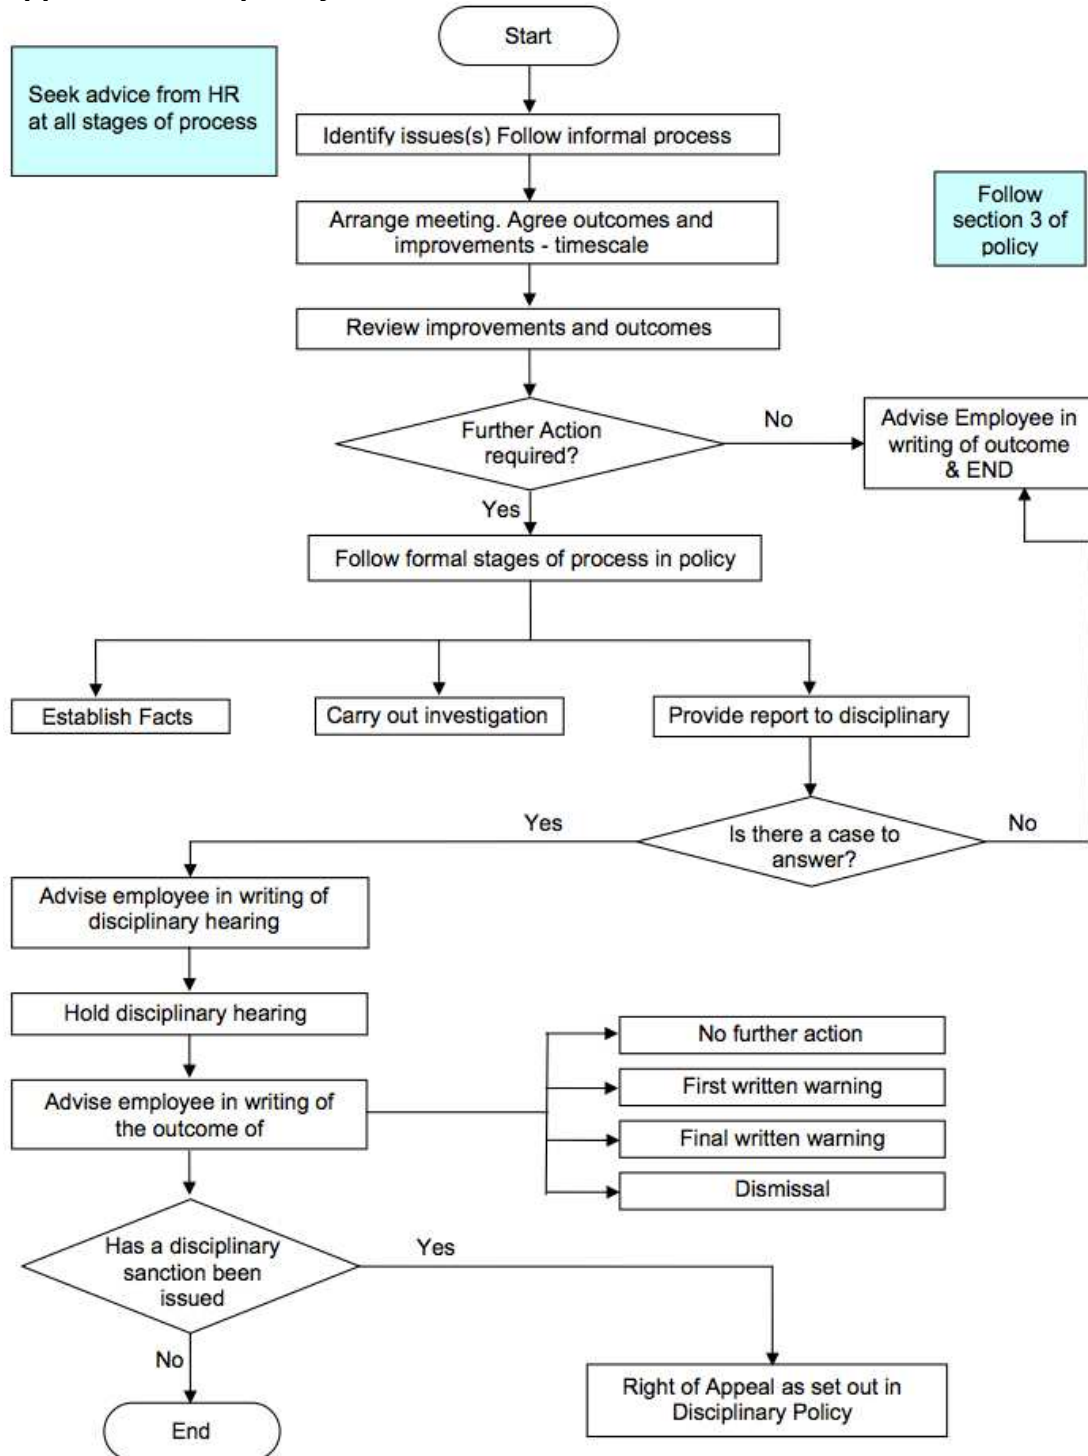 Start
Seek advice from HR
at all stages of process
Identify issues(s) Follow informal process
Follow
section 3 of
policy
Arrange meeting. Agree outcomes and
improvements - timescale
Review improvements and outcomes
Further Action
required?
No
Advise Employee in
writing of outcome
& END
Yes
Follow formal stages of process in policy
Establish Facts
Carry out investigation
Provide report to disciplinary
Yes
Is there a case to
answer?
No
Advise employee in writing of
disciplinary hearing
Hold disciplinary hearing
Advise employee in writing of
the outcome of
No further action
First written warning
Final written warning
Dismissal
Has a disciplinary
sanction been
issued
Yes
No
Right of Appeal as set out in
Disciplinary Policy
End